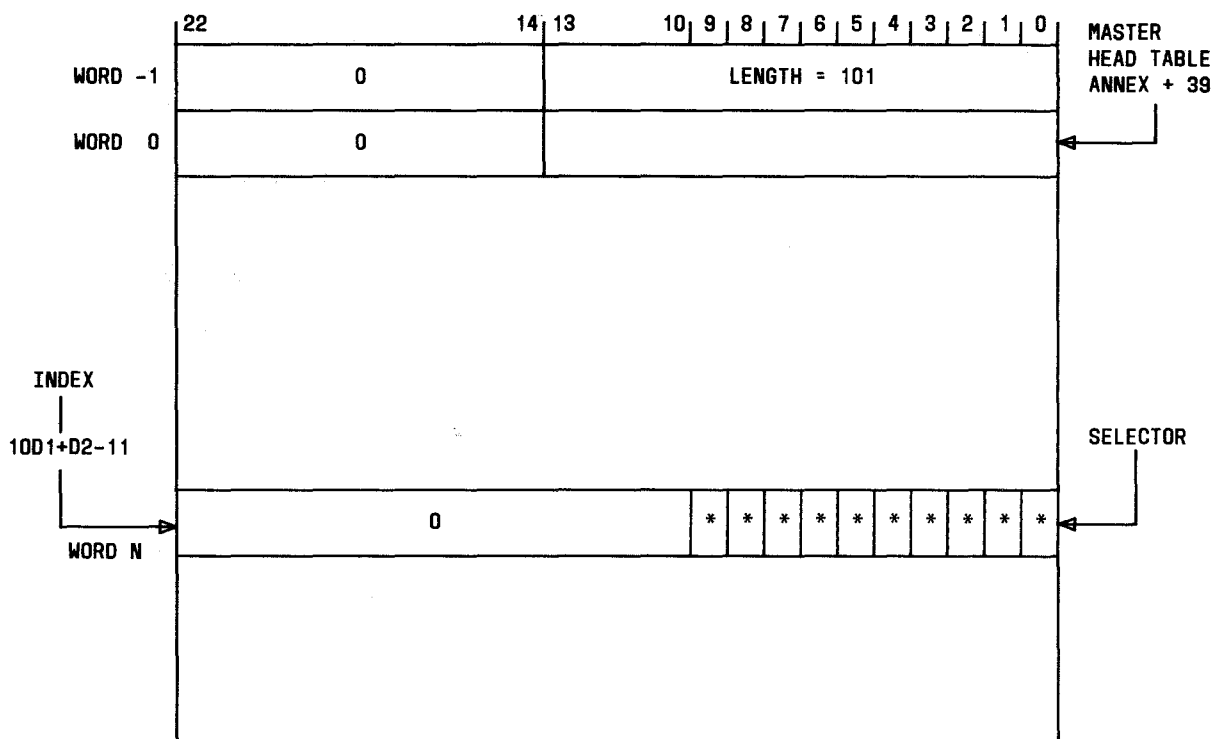 22 14 13 10 9 8 7 6 5 4 3 2 1 0
MASTER
HEAD TABLE
ANNEX + 39
WORD -1 0 LENGTH = 101
WORD 0 0
INDEX
10D1+D2-11
SELECTOR
0 * * * * * * * * * *
WORD N